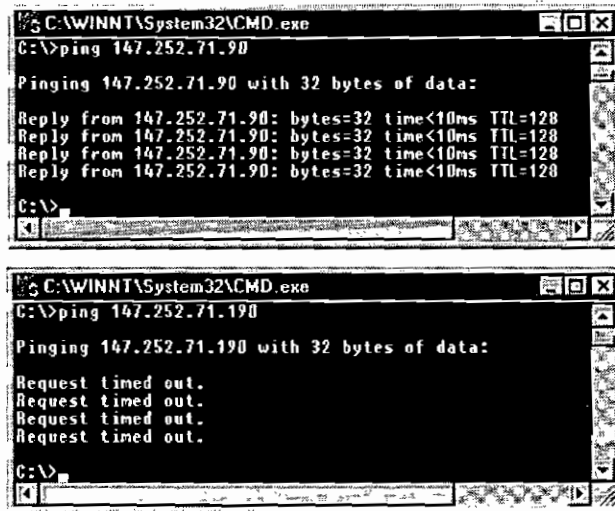 C:\WINNT\System32\CMD.exe
C:\>ping 147.252.71.90
Pinging 147.252.71.90 with 32 bytes of data:
Reply from 147.252.71.90: bytes=32 time<10ms TTL=128
Reply from 147.252.71.90: bytes=32 time<10ms TTL=128
Reply from 147.252.71.90: bytes=32 time<10ms TTL=128
Reply from 147.252.71.90: bytes=32 time<10ms TTL=128
C:\>
C:\WINNT\System32\CMD.exe
C:\>ping 147.252.71.190
Pinging 147.252.71.190 with 32 bytes of data:
Request timed out.
Request timed out.
Request timed out.
Request timed out.
C:\>